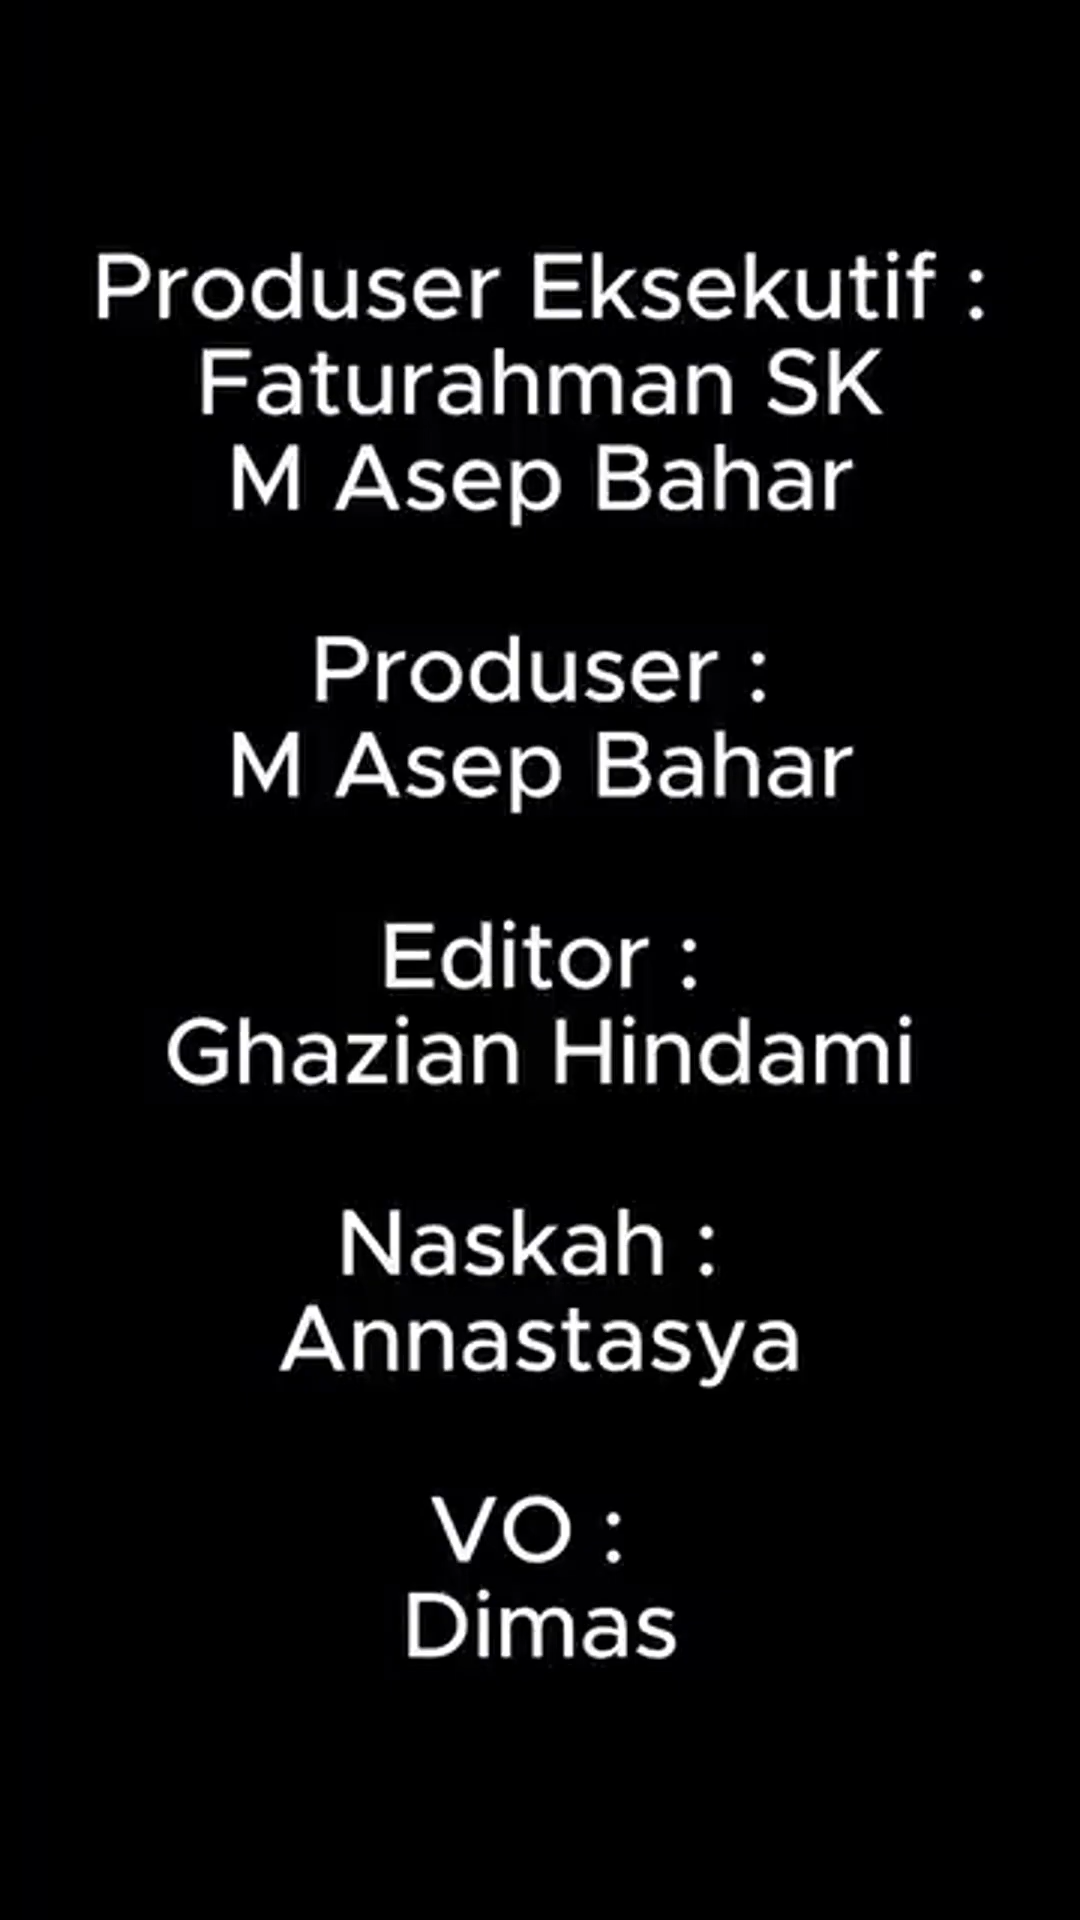 Produser Eksekutif :
Faturahman SK
M Asep Bahar
Produser :
M Asep Bahar
Editor :
Ghazian Hindami
Naskah :
Annastasya
VO :
Dimas